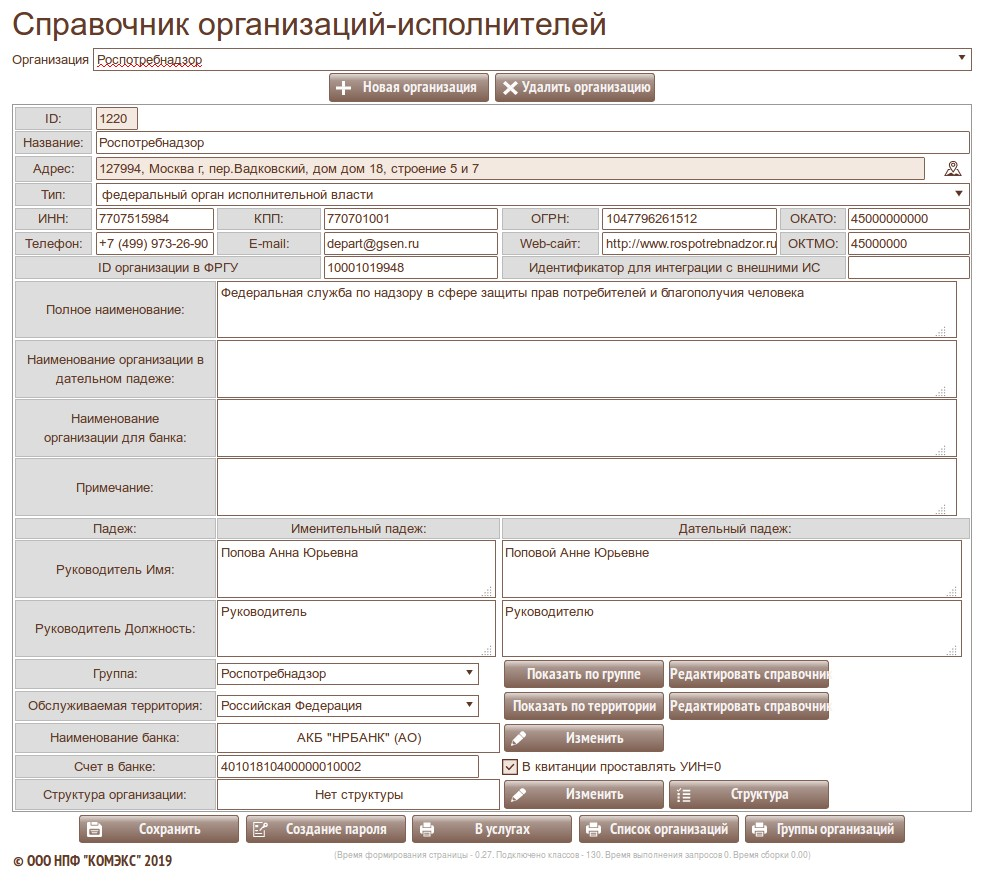 Справочник организаций-исполнителей
Организация Роспотребнадзор
Новая организация Удалить организацию
ID: 1220
Название: Роспотребнадзор
Адрес: 127994, Москва г, пер.Вадковский, дом дом 18, строение 5 и 7
Тип: федеральный орган исполнительной власти
ИНН: 7707515984 КПП: 770701001 ОГРН: 1047796261512 ОКАТО: 45000000000
Телефон: +7 (499) 973-26-90 E-mail: depart@gsen.ru Web-сайт: http://www.rospotrebnadzor.ru ОКТМО: 45000000
ID организации в ФРГУ 10001019948 Идентификатор для интеграции с внешними ИС
Полное наименование: Федеральная служба по надзору в сфере защиты прав потребителей и благополучия человека
Наименование организации в
дательном падеже:
Наименование
организации для банка:
Примечание:
Падеж: Именительный падеж: Дательный падеж:
Руководитель Имя: Попова Анна Юрьевна Поповой Анне Юрьевне
Руководитель Должность: Руководитель Руководителю
Группа: Роспотребнадзор Показать по группе Редактировать справочни
Обслуживаемая территория: Российская Федерация Показать по территории Редактировать справочни
Наименование банка: АКБ "НРБАНК" (АО) Изменить
Счет в банке: 40101810400000010002 В квитанции проставлять УИН=0
Структура организации: Нет структуры Изменить Структура
Сохранить Создание пароля В услугах Список организаций Группы организаций
© ООО НПФ "КОМЭКС" 2019 (Время формирования страницы - 0.27. Подключено классов - 130. Время выполнения запросов 0. Время сборки 0.00)